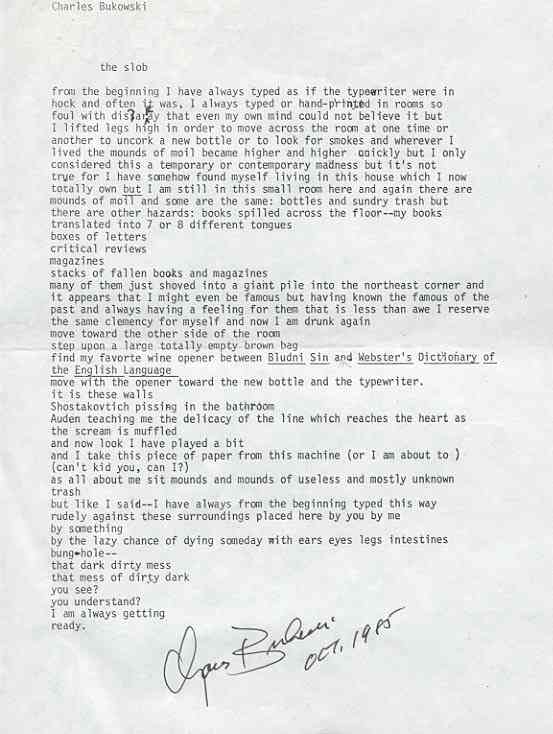 Charles Bukowski
the slob
from the beginning I have always typed as if the typewriter were in
hock and often it was, I always typed or hand-printed in rooms so
foul with disarray that even my own mind could not believe it but
I lifted legs high in order to move across the room at one time or
another to uncork a new bottle or to look for smokes and wherever I
lived the mounds of moil became higher and higher quickly but I only
considered this a temporary or contemporary madness but it's not
true for I have somehow found myself living in this house which I now
totally own but I am still in this small room here and again there are
mounds of moil and some are the same: bottles and sundry trash but
there are other hazards: books spilled across the floor--my books
translated into 7 or 8 different tongues
boxes of letters
critical reviews
magazines
stacks of fallen books and magazines
many of them just shoved into a giant pile into the northeast corner and
it appears that I might even be famous but having known the famous of the
past and always having a feeling for them that is less than awe I reserve
the same clemency for myself and now I am drunk again
move toward the other side of the room
step upon a large totally empty brown bag
find my favorte wine opener between Bludni Sin and Webster's Dictionary of
the English Language
move with the opener toward the new bottle and the typewriter.
it is these walls
Shostakovtich pissing in the bathroom
Auden teaching me the delicacy of the line which reaches the heart as
the scream is muffled
and now look I have played a bit
and I take this piece of paper from this machine (or I am about to )
(can't kid you, can I?)
as all about me sit mounds and mounds of useless and mostly unknown
trash
but like I said--I have always from the beginning typed this way
rudely against these surroundings placed here by you by me
by something
by the lazy chance of dying someday with ears eyes legs intestines
bung-hole--
that dark dirty mess
that mess of dirty dark
you see?
you understand?
I am always getting
ready.
Bukowski
OCT. 1985